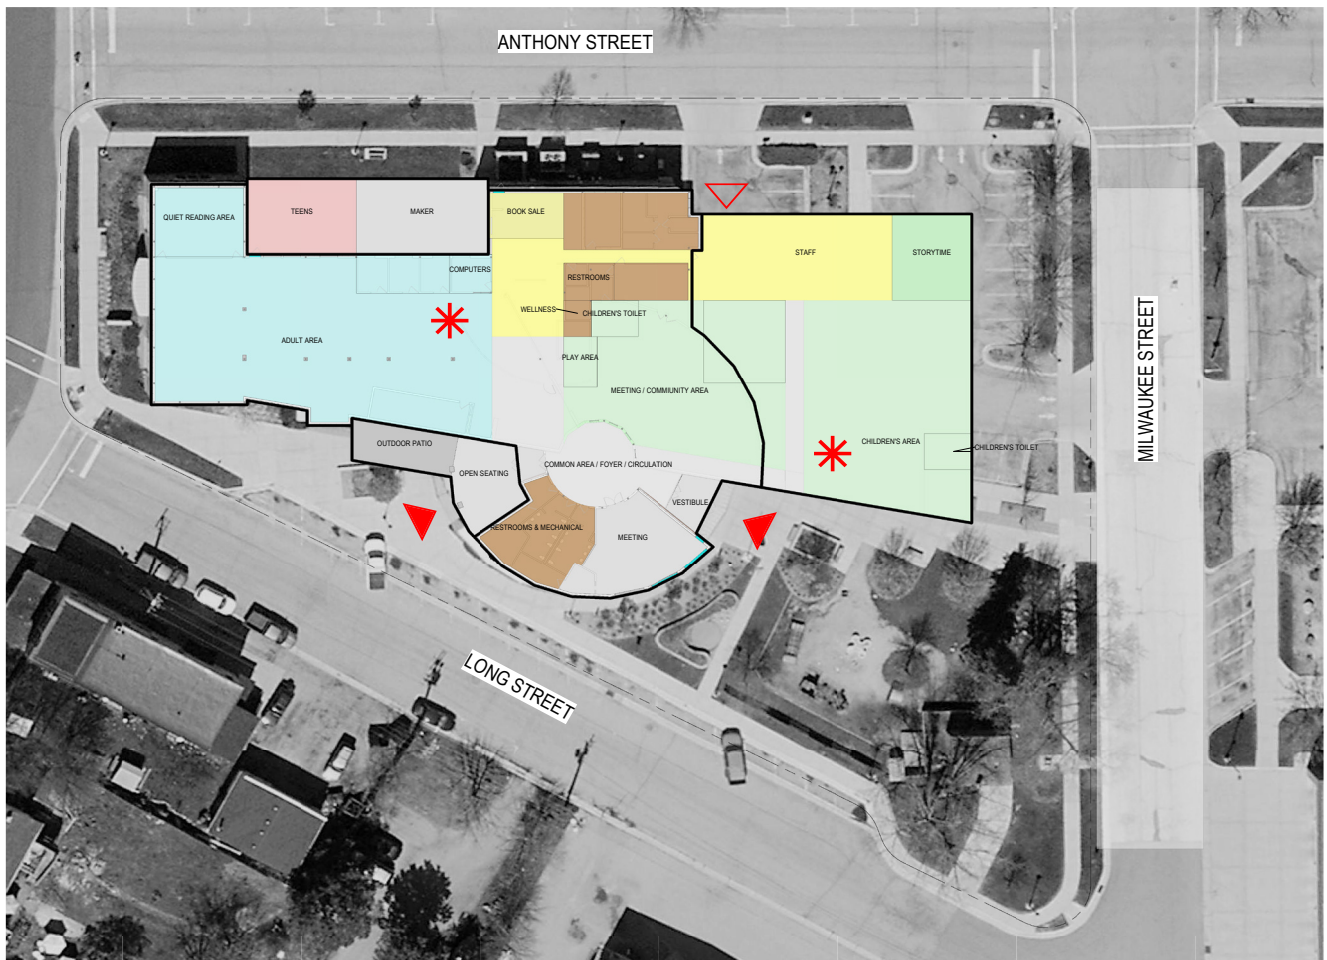 ANTHONY STREET
QUIET READING AREA
TEENS
MAKER
BOOK SALE
STAFF
STORYTIME
COMPUTERS
RESTROOMS
WELLNESS
CHILDREN'S TOILET
ADULT AREA
PLAY AREA
MEETING / COMMIUNITY AREA
MILWAUKEE STREET
OUTDOOR PATIO
CHILDREN'S AREA
CHILDREN'S TOILET
OPEN SEATING
COMMON AREA / FOYER / CIRCULATION
VESTIBULE
RESTROOMS & MECHANICAL
MEETING
LONG STREET